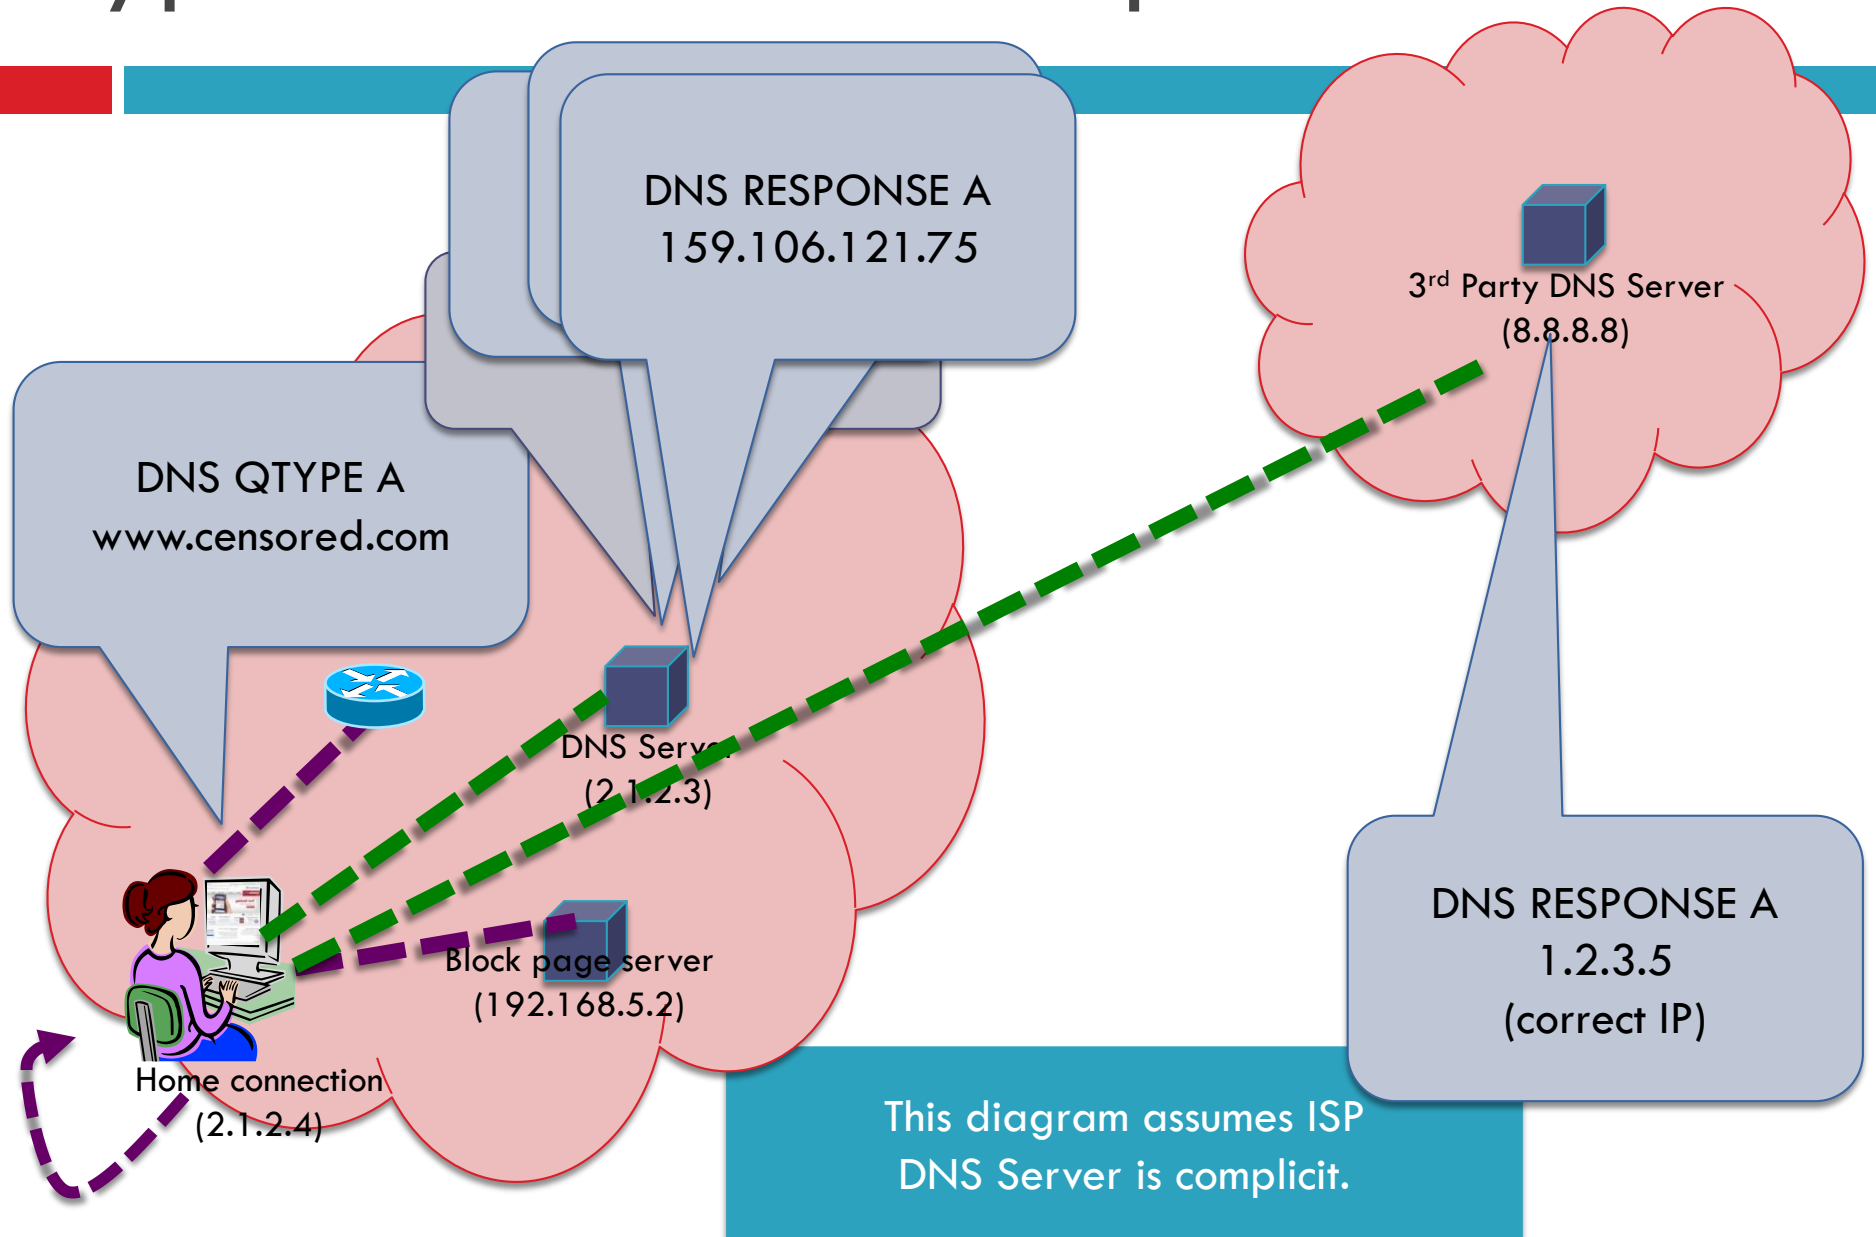 DNS RESPONSE A
159.106.121.75
3rd Party DNS Server
(8.8.8.8)
DNS QTYPE A
www.censored.com
DNS Server
(2.1.2.3)
Block page server
(192.168.5.2)
DNS RESPONSE A
1.2.3.5
(correct IP)
Home connection
(2.1.2.4)
This diagram assumes ISP
DNS Server is complicit.